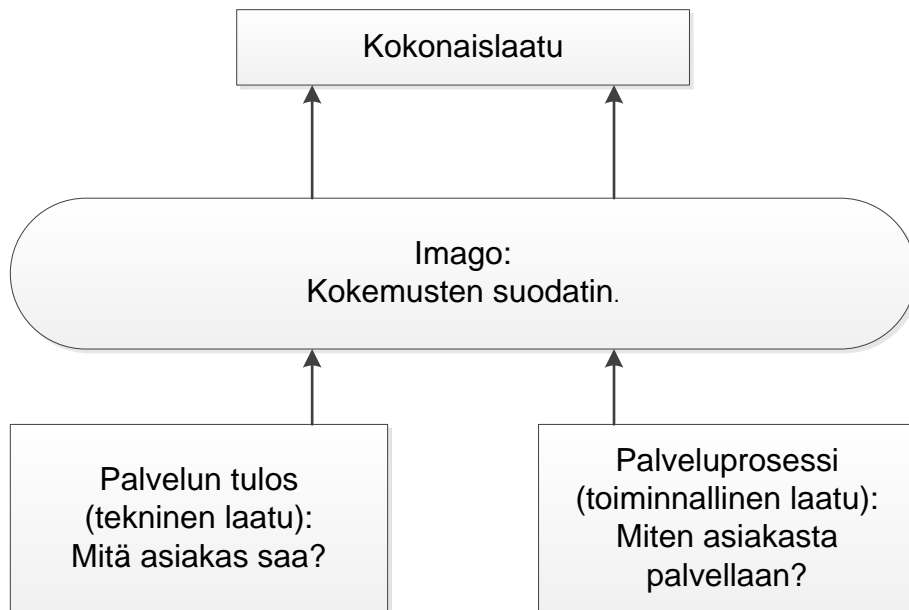 Kokonaislaatu
Imago:
Kokemusten suodatin.
Palvelun tulos
(tekninen laatu):
Mitä asiakas saa?
Palveluprosessi
(toiminnallinen laatu):
Miten asiakasta
palvellaan?